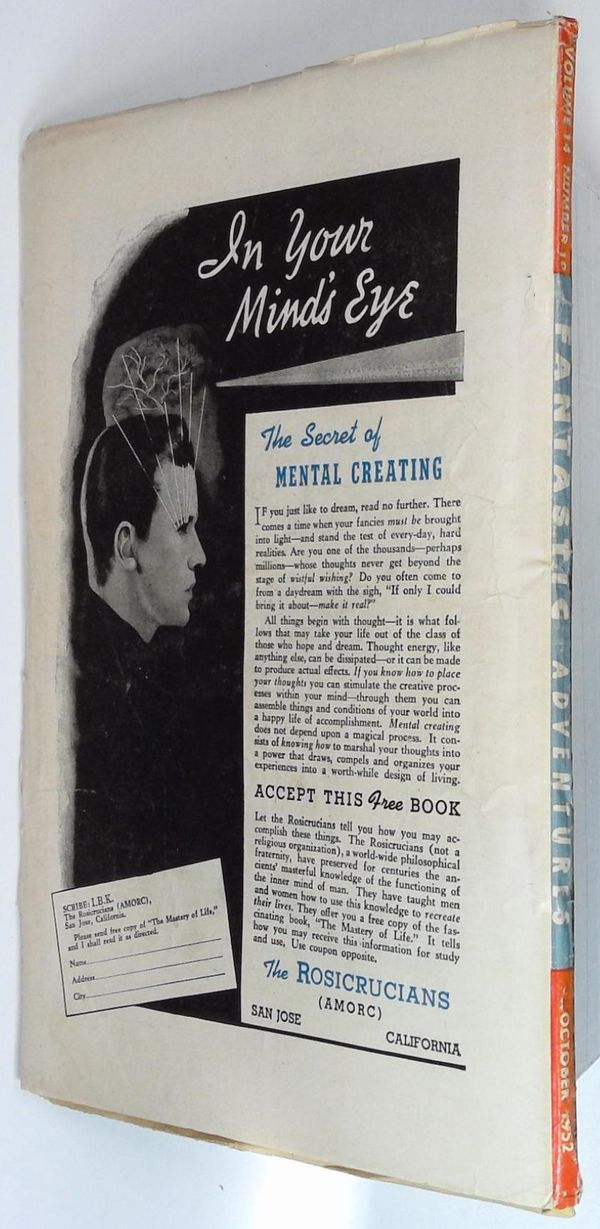 In Your
Mind's Eye
The Secret of
MENTAL CREATING
IF you just like to dream, read no further. There
comes a time when your fancies must be brought
into light—and stand the test of every-day, hard
realities. Are you one of the thousands—perhaps
millions—whose thoughts never get beyond the
stage of wistful wishing? Do you often come to
from a daydream with the sigh, "If only I could
bring it about—make it real?"
All things begin with thought—it is what fol-
lows that may take your life out of the class of
those who hope and dream. Thought energy, like
anything else, can be dissipated—or it can be made
to produce actual effects. If you know how to place
your thoughts you can stimulate the creative proc-
esses within your mind—through them you can
assemble things and conditions of your world into
a happy life of accomplishment. Mental creating
does not depend upon a magical process. It con-
sists of knowing how to marshal your thoughts into
a power that draws, compels and organizes your
experiences into a worth-while design of living.
ACCEPT THIS Free BOOK
Let the Rosicrucians tell you how you may ac-
complish these things. The Rosicrucians (not a
religious organization), a world-wide philosophical
fraternity, have preserved for centuries the an-
cients' masterful knowledge of the functioning of
the inner mind of man. They have taught men
and women how to use this knowledge to recreate
their lives. They offer you a free copy of the fas-
cinating book, "The Mastery of Life." It tells
how you may receive this information for study
and use. Use coupon opposite.
The ROSICRUCIANS
(AMORC)
SAN JOSE
CALIFORNIA
SCRIBE: I.B.K.
The Rosicrucians (AMORC),
San Jose, California.
Please send free copy of "The Mastery of Life,"
and I shall read it as directed.
Name
Address
City
VOLUME 14 NUMBER 10
FANTASTIC ADVENTURES
OCTOBER 1952